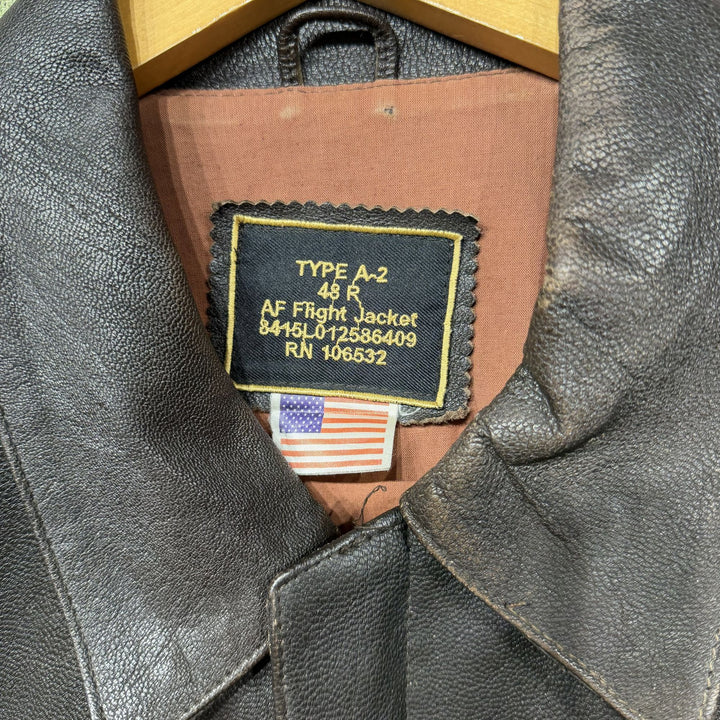 TYPE A-2
48 R
AF Flight Jacket
8415L012586409
RN 106532